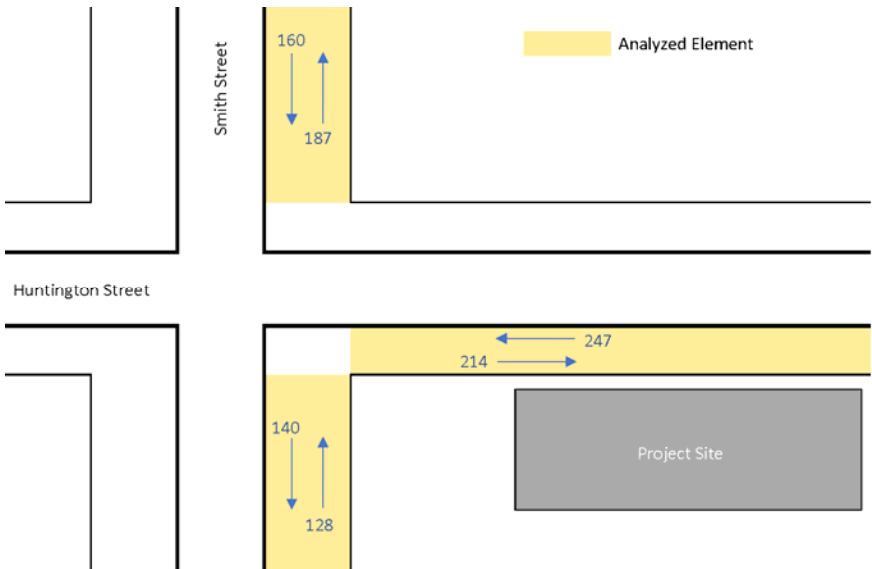 160
Smith Street
Analyzed Element
187
Huntington Street
247
214
140
Project Site
128